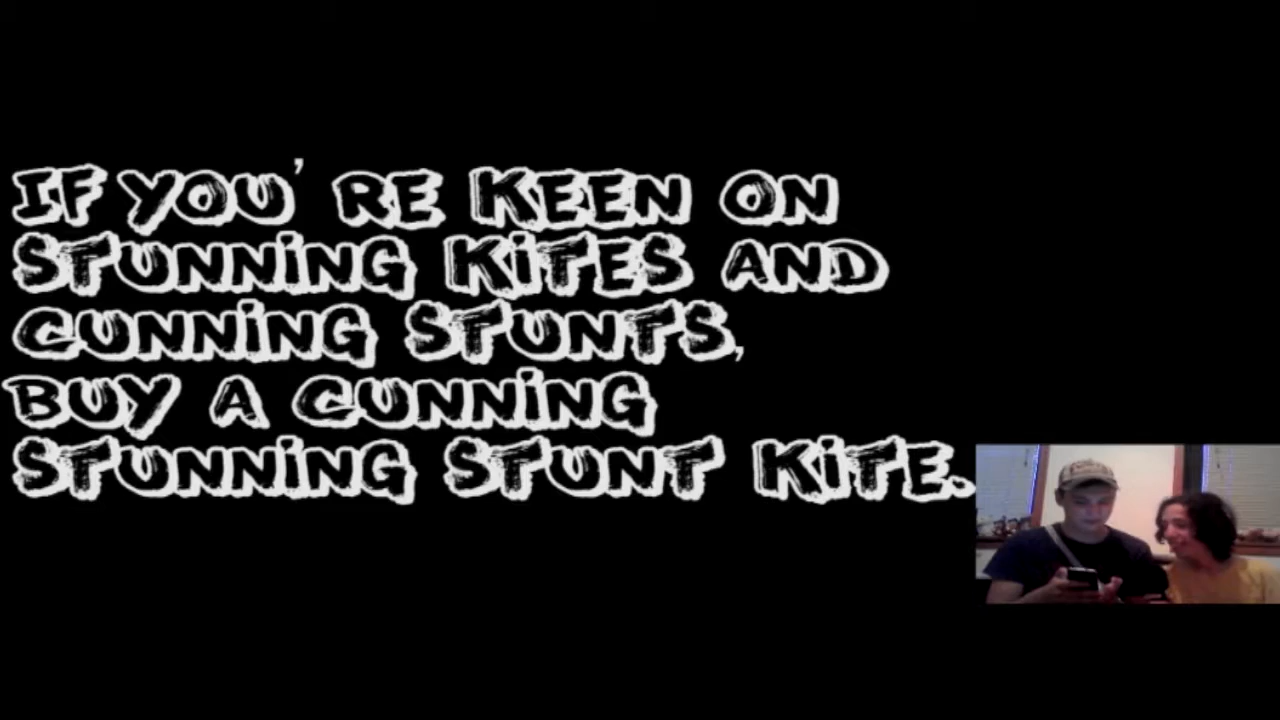 IF YOU'RE KEEN ON
STUNNING KITES AND
CUNNING STUNTS,
BUY A CUNNING
STUNNING STUNT KITE.